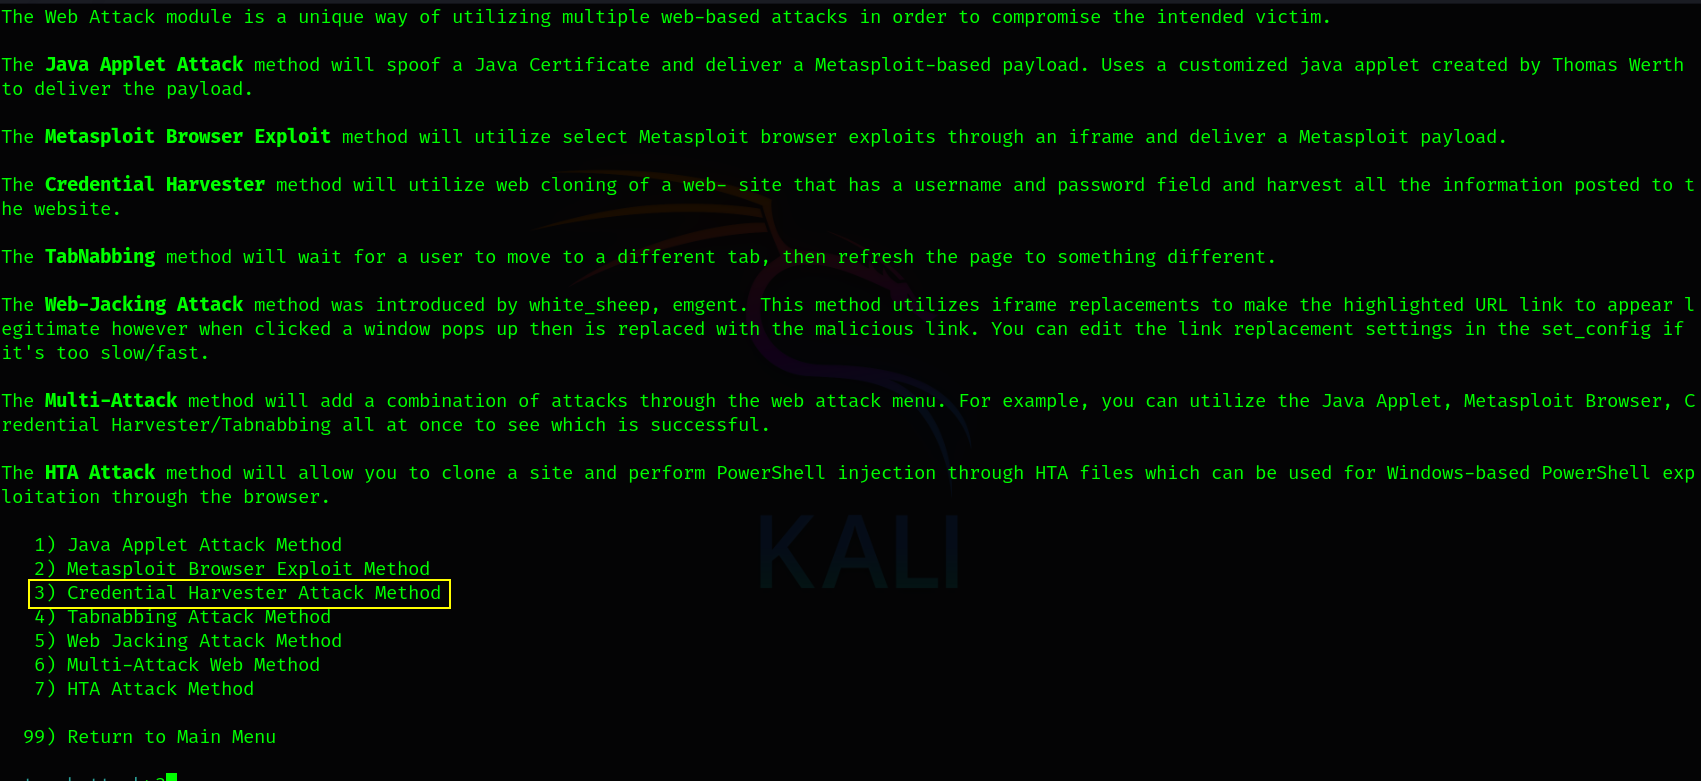 The Web Attack module is a unique way of utilizing multiple web-based attacks in order to compromise the intended victim.
The Java Applet Attack method will spoof a Java Certificate and deliver a Metasploit-based payload. Uses a customized java applet created by Thomas Werth
to deliver the payload.
The Metasploit Browser Exploit method will utilize select Metasploit browser exploits through an iframe and deliver a Metasploit payload.
The Credential Harvester method will utilize web cloning of a web- site that has a username and password field and harvest all the information posted to t
he website.
The TabNabbing method will wait for a user to move to a different tab, then refresh the page to something different.
The Web-Jacking Attack method was introduced by white_sheep, emgent. This method utilizes iframe replacements to make the highlighted URL link to appear l
egitimate however when clicked a window pops up then is replaced with the malicious link. You can edit the link replacement settings in the set_config if
it's too slow/fast.
The Multi-Attack method will add a combination of attacks through the web attack menu. For example, you can utilize the Java Applet, Metasploit Browser, C
redential Harvester/Tabnabbing all at once to see which is successful.
The HTA Attack method will allow you to clone a site and perform PowerShell injection through HTA files which can be used for Windows-based PowerShell exp
loitation through the browser.
1) Java Applet Attack Method
2) Metasploit Browser Exploit Method
3) Credential Harvester Attack Method
4) Tabnabbing Attack Method
5) Web Jacking Attack Method
6) Multi-Attack Web Method
7) HTA Attack Method
99) Return to Main Menu
KALI